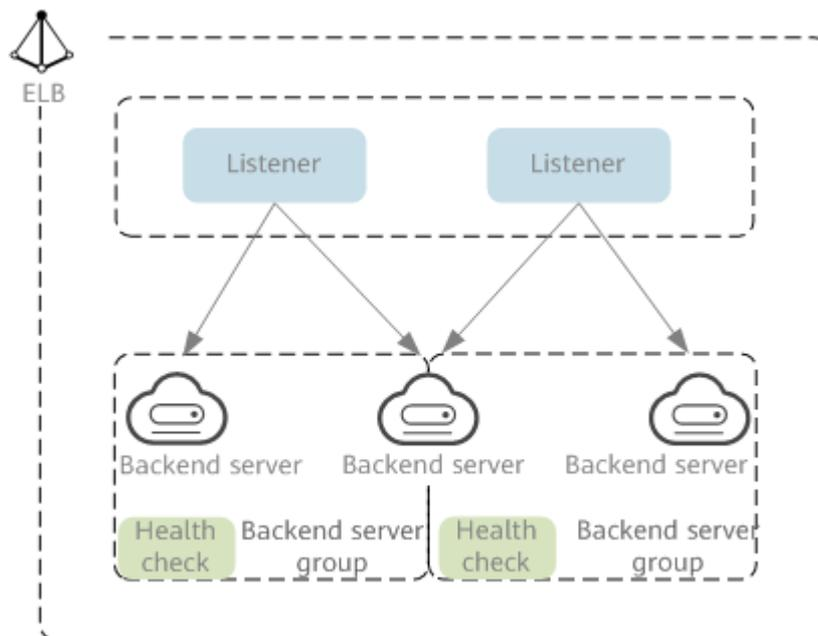 ELB
Listener
Listener
Backend server
Backend server
Backend server
Health
check
Backend server
group
Health
check
Backend server
group